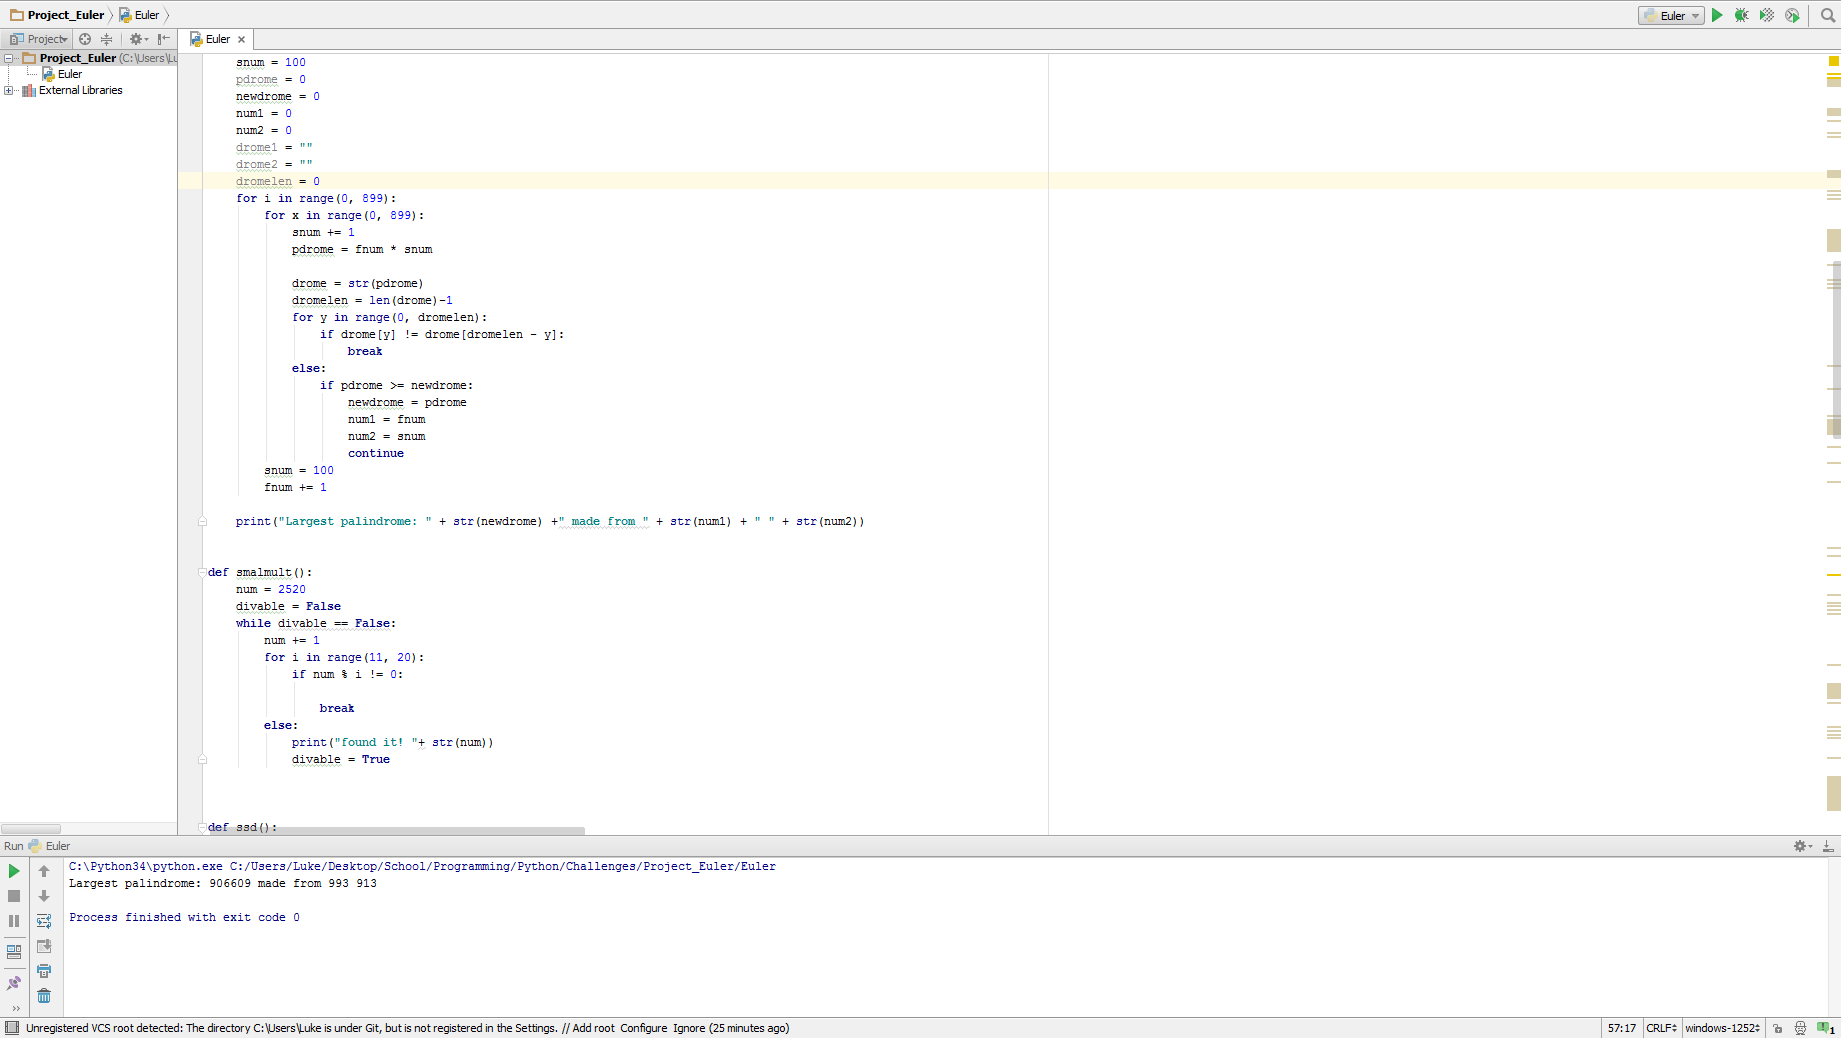 Project_Euler Euler
Euler
Project
Euler
Project_Euler (C:\Users\Lu
Euler
External Libraries
snum = 100
pdrome = 0
newdrome = 0
num1 = 0
num2 = 0
drome1 = ""
drome2 = ""
dromelen = 0
for i in range(0, 899):
for x in range(0, 899):
snum += 1
pdrome = fnum * snum
drome = str(pdrome)
dromelen = len(drome)-1
for y in range(0, dromelen):
if drome[y] != drome[dromelen - y]:
break
else:
if pdrome >= newdrome:
newdrome = pdrome
num1 = fnum
num2 = snum
continue
snum = 100
fnum += 1
print("Largest palindrome: " + str(newdrome) +" made from " + str(num1) + " " + str(num2))
def smalmult():
num = 2520
divable = False
while divable == False:
num += 1
for i in range(11, 20):
if num % i != 0:
break
else:
print("found it! "+ str(num))
divable = True
def ssd():
Run Euler
C:\Python34\python.exe C:/Users/Luke/Desktop/School/Programming/Python/Challenges/Project_Euler/Euler
Largest palindrome: 906609 made from 993 913
Process finished with exit code 0
Unregistered VCS root detected: The directory C:\Users\Luke is under Git, but is not registered in the Settings. // Add root Configure Ignore (25 minutes ago)
57:17 CRLF windows-1252 1